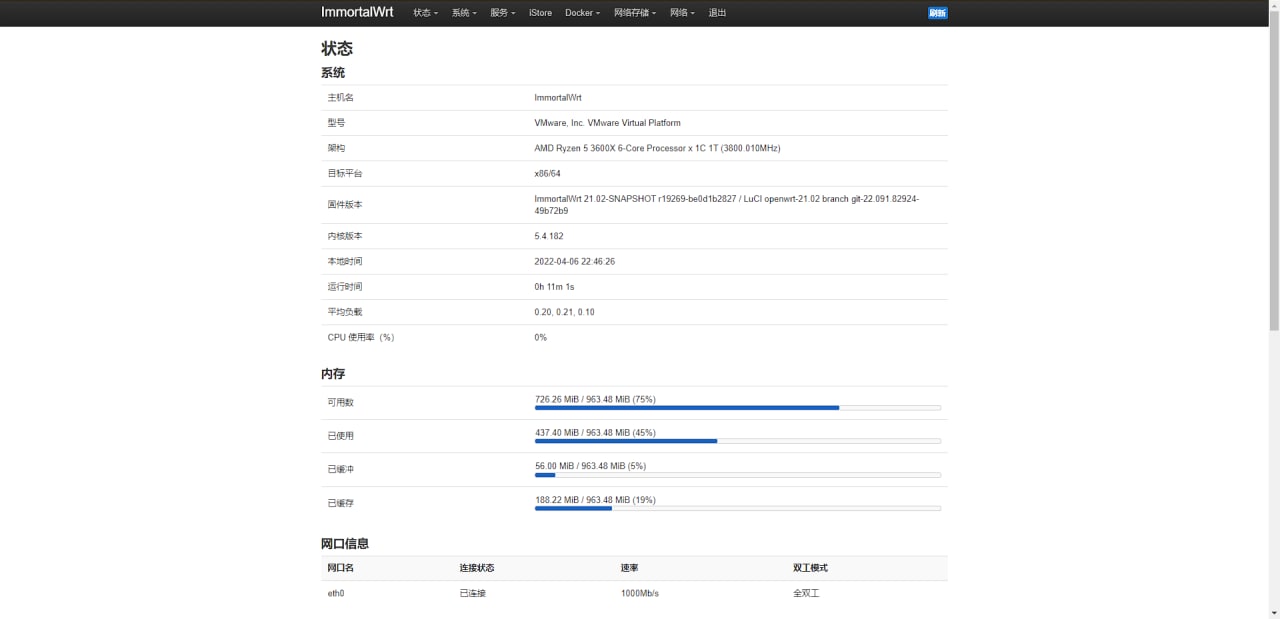 ImmortalWrt 状态 系统 服务 iStore Docker 网络存储 网络 退出 刷新
状态
系统
主机名 ImmortalWrt
型号 VMware, Inc. VMware Virtual Platform
架构 AMD Ryzen 5 3600X 6-Core Processor x 1C 1T (3800.010MHz)
目标平台 x86/64
固件版本 ImmortalWrt 21.02-SNAPSHOT r19269-be0d1b2827 / LuCI openwrt-21.02 branch git-22.091.82924-
49b72b9
内核版本 5.4.182
本地时间 2022-04-06 22:46:26
运行时间 0h 11m 1s
平均负载 0.20, 0.21, 0.10
CPU 使用率（%） 0%
内存
可用数 726.26 MiB / 963.48 MiB (75%)
已使用 437.40 MiB / 963.48 MiB (45%)
已缓冲 56.00 MiB / 963.48 MiB (5%)
已缓存 188.22 MiB / 963.48 MiB (19%)
网口信息
网口名 连接状态 速率 双工模式
eth0 已连接 1000Mb/s 全双工